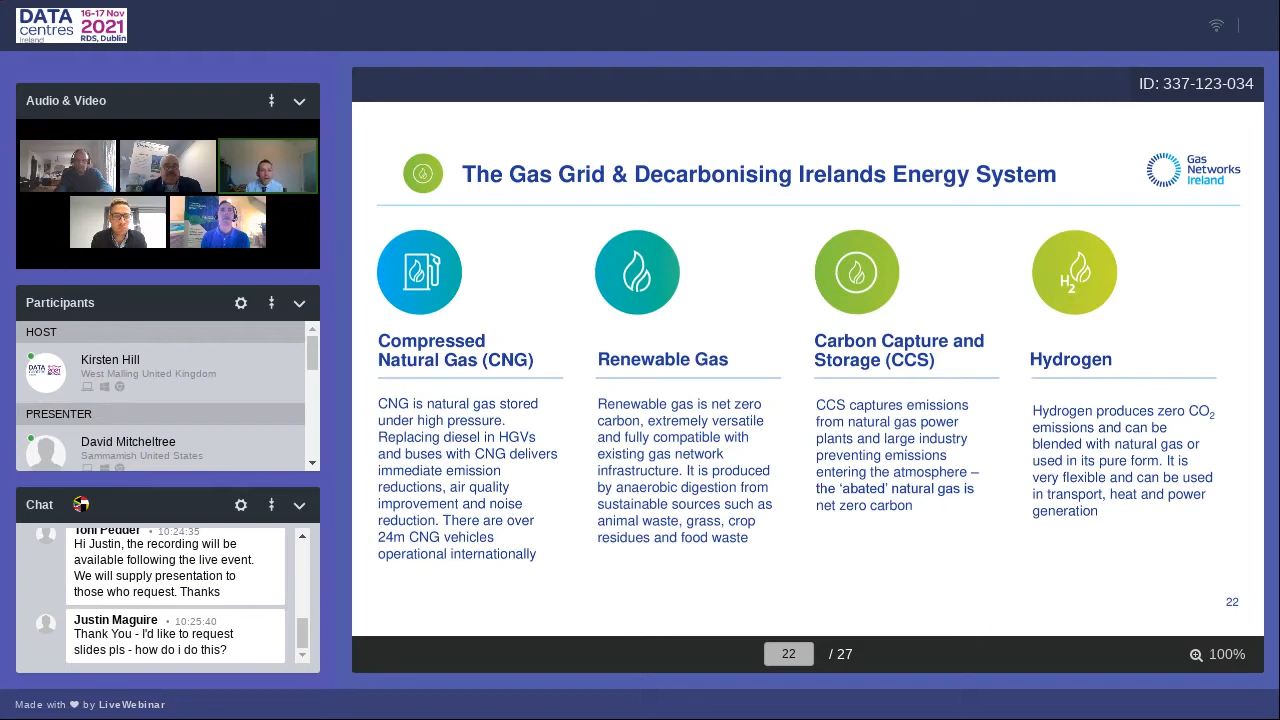 DATA
centres
Ireland
16-17 Nov
2021
RDS, Dublin
ID: 337-123-034
Audio & Video
Participants
HOST
Kirsten Hill
West Malling United Kingdom
PRESENTER
David Mitcheltree
Sammamish United States
Chat
Toni Pedder • 10:24:35
Hi Justin, the recording will be
available following the live event.
We will supply presentation to
those who request. Thanks
Justin Maguire • 10:25:40
Thank You - I'd like to request
slides pls - how do i do this?
The Gas Grid & Decarbonising Irelands Energy System
Gas
Networks
Ireland
Compressed
Natural Gas (CNG)
CNG is natural gas stored
under high pressure.
Replacing diesel in HGVs
and buses with CNG delivers
immediate emission
reductions, air quality
improvement and noise
reduction. There are over
24m CNG vehicles
operational internationally
Renewable Gas
Renewable gas is net zero
carbon, extremely versatile
and fully compatible with
existing gas network
infrastructure. It is produced
by anaerobic digestion from
sustainable sources such as
animal waste, grass, crop
residues and food waste
Carbon Capture and
Storage (CCS)
CCS captures emissions
from natural gas power
plants and large industry
preventing emissions
entering the atmosphere –
the ‘abated’ natural gas is
net zero carbon
H2
Hydrogen
Hydrogen produces zero CO2
emissions and can be
blended with natural gas or
used in its pure form. It is
very flexible and can be used
in transport, heat and power
generation
22
22 / 27
100%
Made with ❤ by LiveWebinar